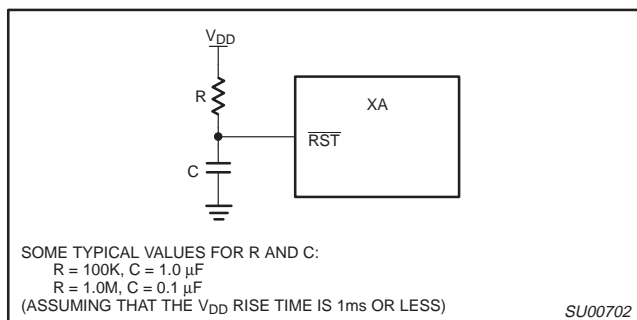 VDD
R
XA
RST
C
SOME TYPICAL VALUES FOR R AND C:
R = 100K, C = 1.0 µF
R = 1.0M, C = 0.1 µF
(ASSUMING THAT THE VDD RISE TIME IS 1ms OR LESS)
SU00702